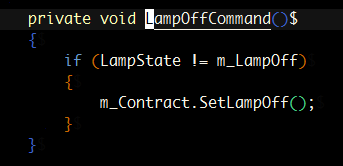 private void LampOffCommand()$
{
    if (LampState != m_LampOff)
    {
        m_Contract.SetLampOff();
    }
}